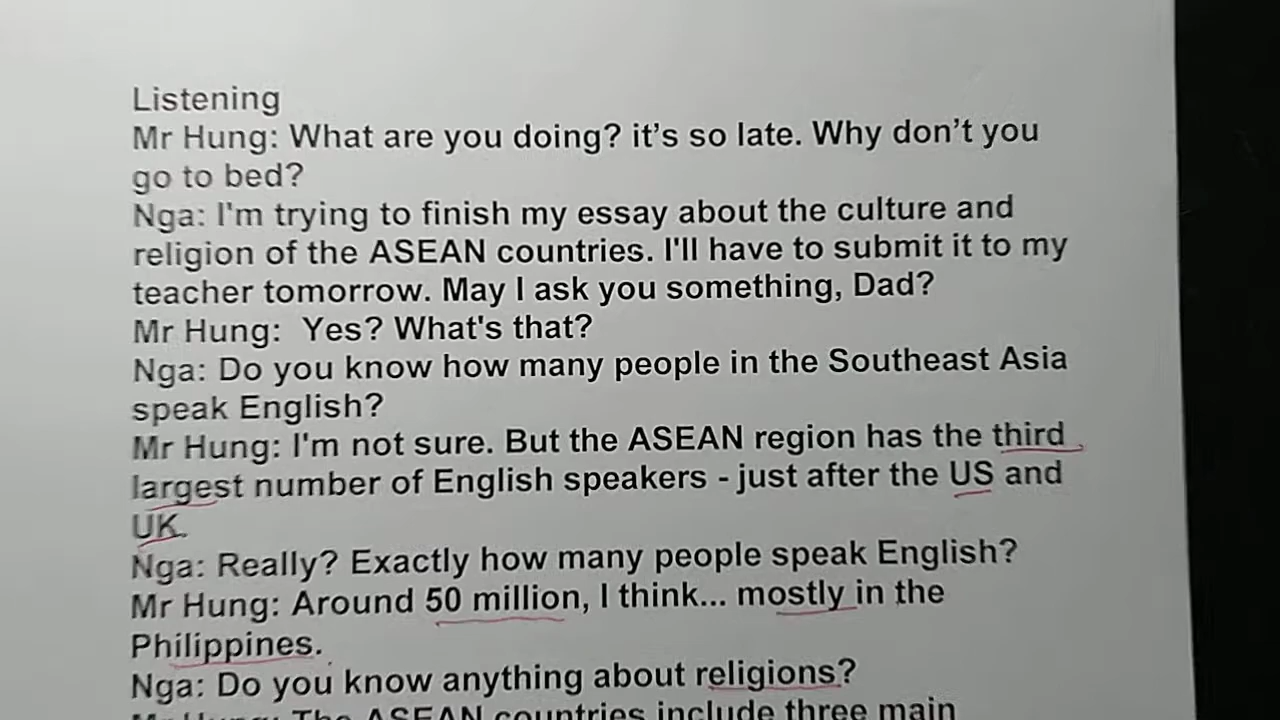 Listening
Mr Hung: What are you doing? it's so late. Why don't you
go to bed?
Nga: I'm trying to finish my essay about the culture and
religion of the ASEAN countries. I'll have to submit it to my
teacher tomorrow. May I ask you something, Dad?
Mr Hung:  Yes? What's that?
Nga: Do you know how many people in the Southeast Asia
speak English?
Mr Hung: I'm not sure. But the ASEAN region has the third
largest number of English speakers - just after the US and
UK.
Nga: Really? Exactly how many people speak English?
Mr Hung: Around 50 million, I think... mostly in the
Philippines.
Nga: Do you know anything about religions?
Mr Hung: The ASEAN countries include three main